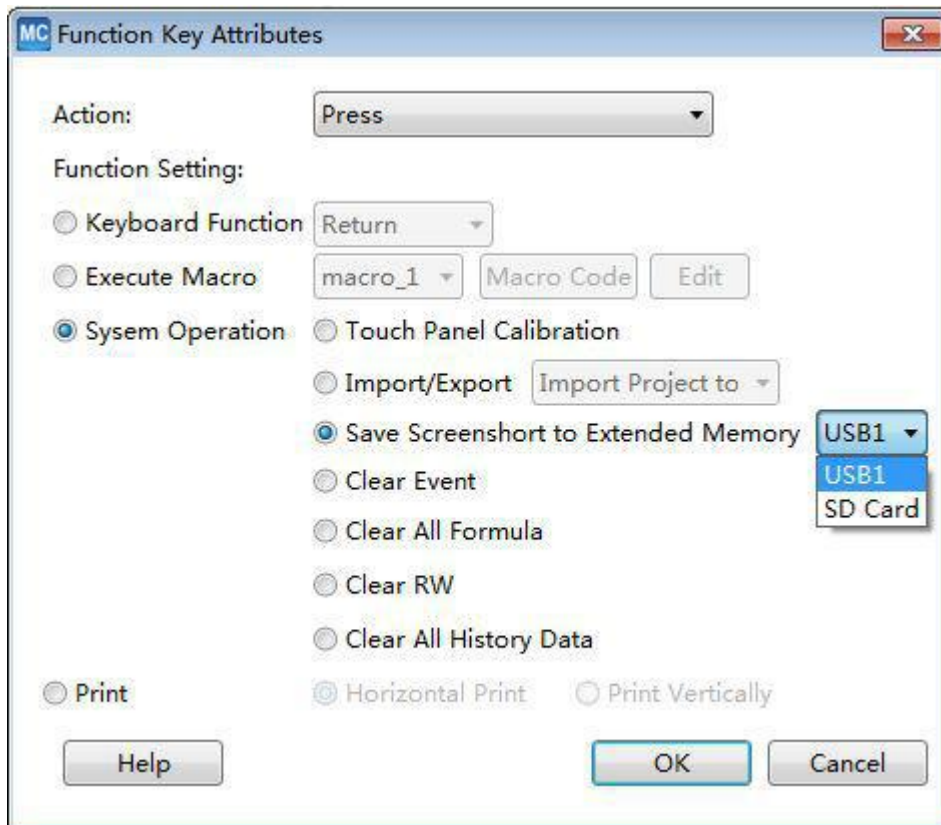 MC Function Key Attributes
Action: Press
Function Setting:
Keyboard Function Return
Execute Macro macro_1 Macro Code Edit
Sysem Operation Touch Panel Calibration
Import/Export Import Project to
Save Screenshort to Extended Memory USB1
USB1
Clear Event
SD Card
Clear All Formula
Clear RW
Clear All History Data
Print Horizontal Print Print Vertically
Help OK Cancel